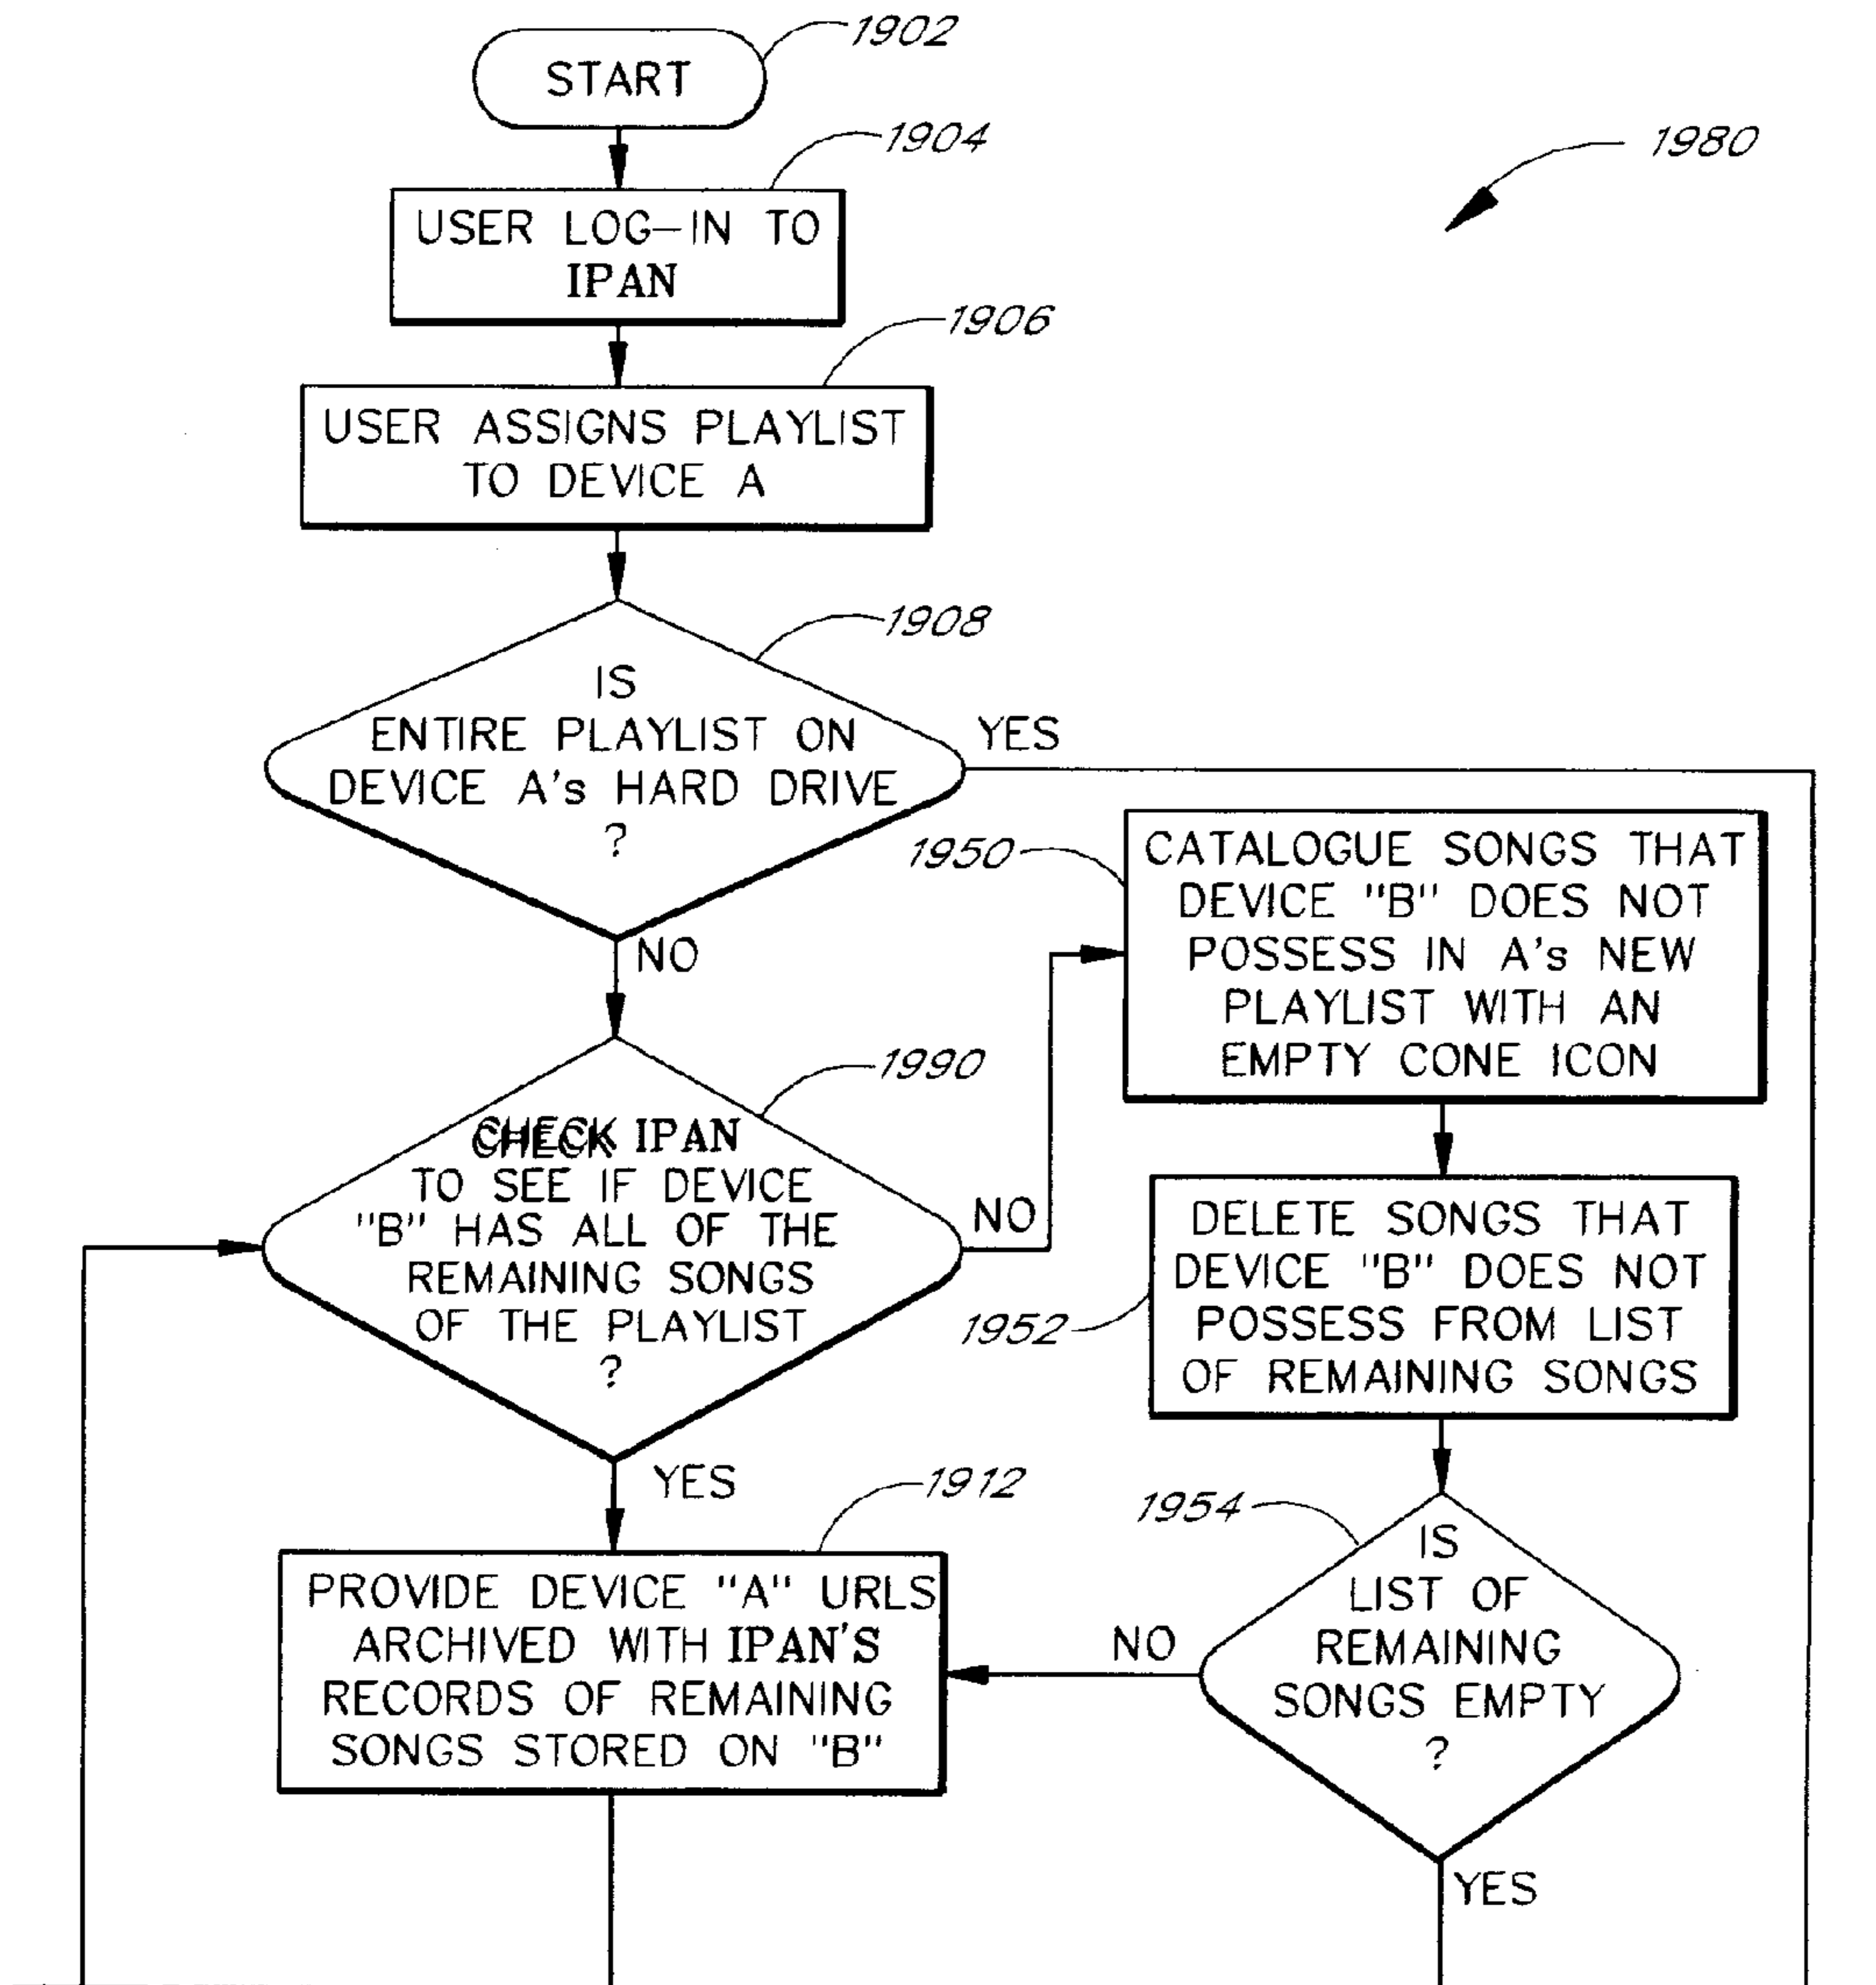 1902
START
1904
1980
USER LOG-IN TO
IPAN
1906
USER ASSIGNS PLAYLIST
TO DEVICE A
1908
IS
ENTIRE PLAYLIST ON
DEVICE A's HARD DRIVE
?
YES
NO
1950
CATALOGUE SONGS THAT
DEVICE "B" DOES NOT
POSSESS IN A's NEW
PLAYLIST WITH AN
EMPTY CONE ICON
1990
CHECK IPAN
TO SEE IF DEVICE
"B" HAS ALL OF THE
REMAINING SONGS
OF THE PLAYLIST
?
NO
YES
1952
DELETE SONGS THAT
DEVICE "B" DOES NOT
POSSESS FROM LIST
OF REMAINING SONGS
1912
PROVIDE DEVICE "A" URLS
ARCHIVED WITH IPAN'S
RECORDS OF REMAINING
SONGS STORED ON "B"
1954
IS
LIST OF
REMAINING
SONGS EMPTY
?
NO
YES